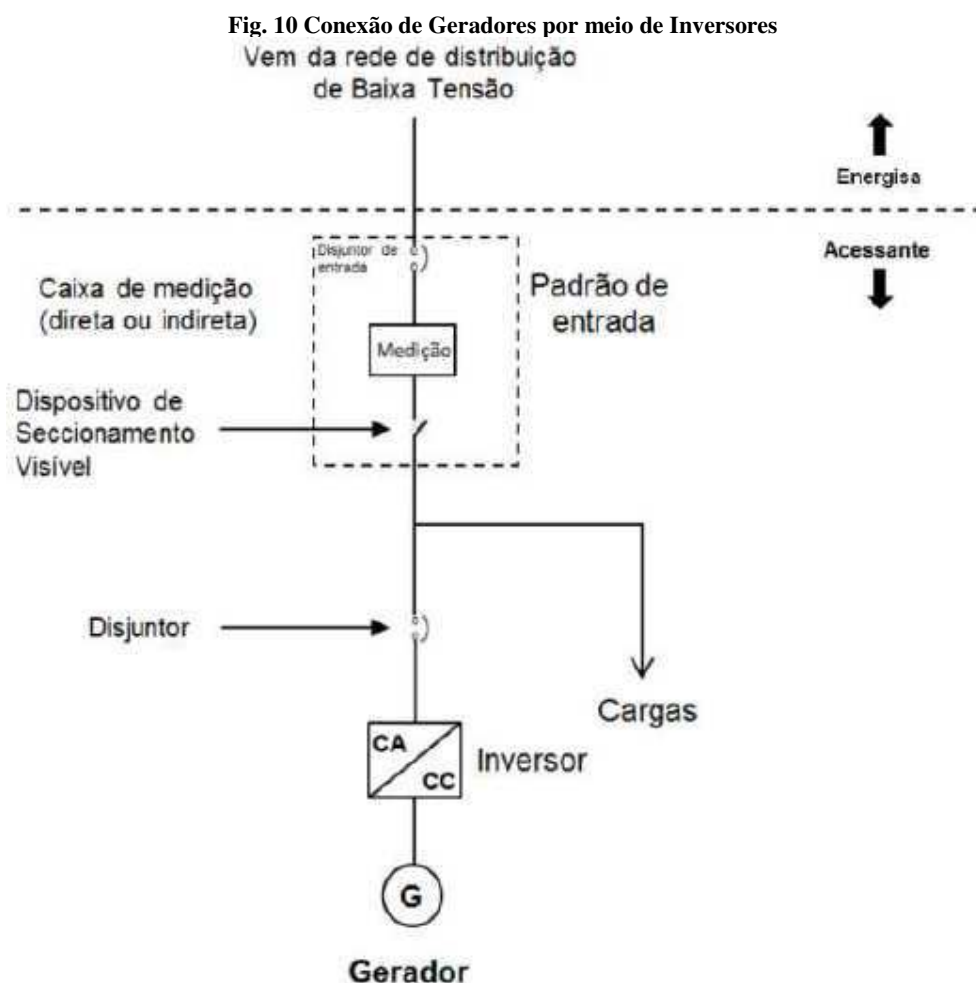 Fig. 10 Conexão de Geradores por meio de Inversores
Vem da rede de distribuição
de Baixa Tensão
Energisa
Acessante
Disjuntor de
entrada
Padrão de
entrada
Caixa de medição
(direta ou indireta)
Medição
Dispositivo de
Seccionamento
Visível
Disjuntor
Cargas
CA
CC
Inversor
G
Gerador